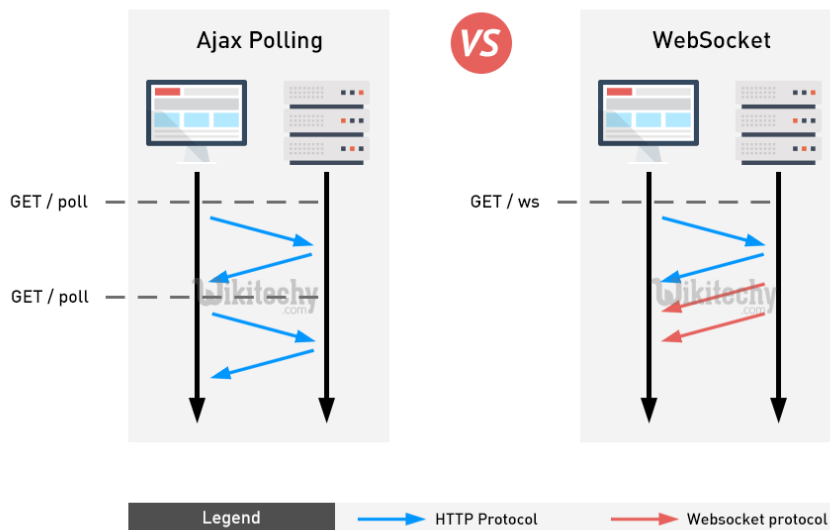 Ajax Polling
VS
WebSocket
GET / poll
GET / ws
Wikitechy
.com
Wikitechy
.com
GET / poll
Legend
HTTP Protocol
Websocket protocol